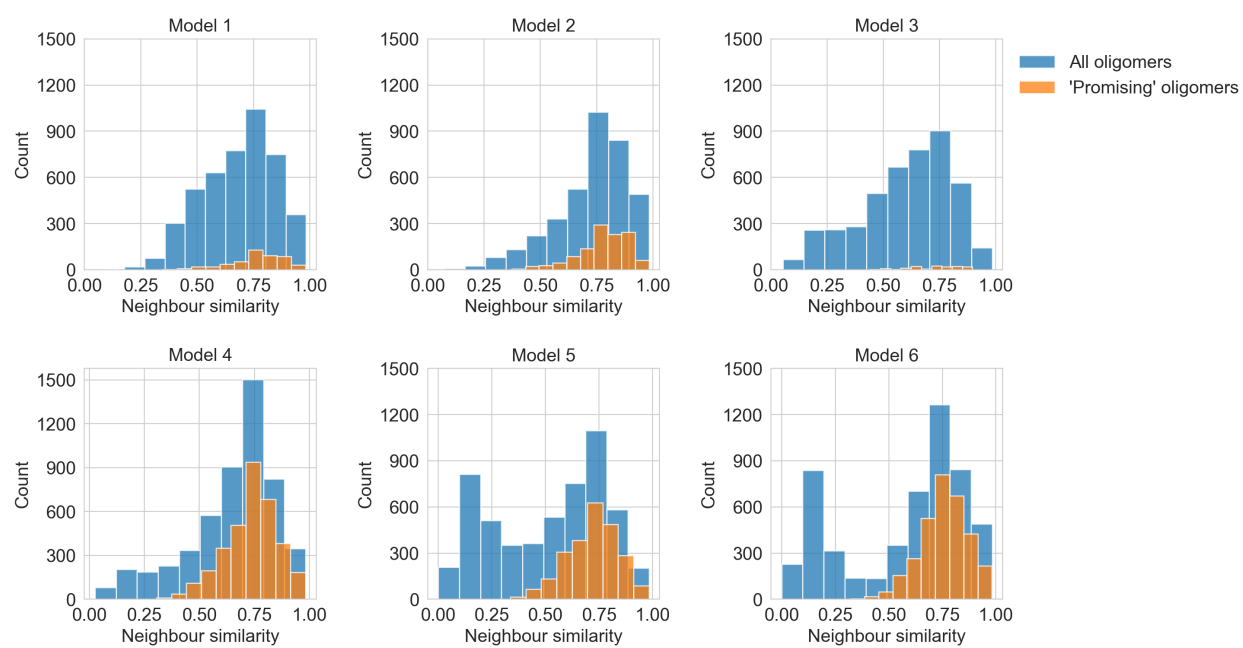 Model 1
1500
1200
900
600
300
0
Count
0.00 0.25 0.50 0.75 1.00
Neighbour similarity
Model 2
1500
1200
900
600
300
0
Count
0.00 0.25 0.50 0.75 1.00
Neighbour similarity
Model 3
1500
1200
900
600
300
0
Count
0.00 0.25 0.50 0.75 1.00
Neighbour similarity
All oligomers
'Promising' oligomers
Model 4
1500
1200
900
600
300
0
Count
0.00 0.25 0.50 0.75 1.00
Neighbour similarity
Model 5
1500
1200
900
600
300
0
Count
0.00 0.25 0.50 0.75 1.00
Neighbour similarity
Model 6
1500
1200
900
600
300
0
Count
0.00 0.25 0.50 0.75 1.00
Neighbour similarity